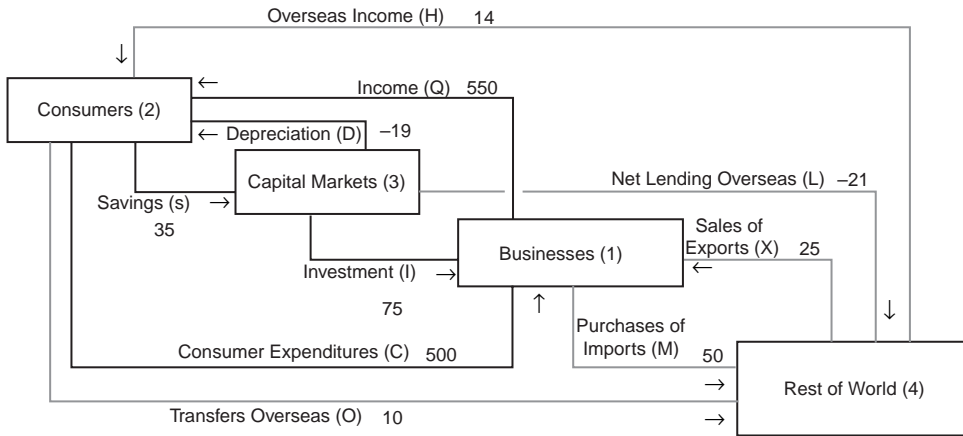 Overseas Income (H) 14
Income (Q) 550
Consumers (2)
Depreciation (D) –19
Capital Markets (3)
Net Lending Overseas (L) –21
Savings (s)
35
Sales of
Exports (X) 25
Businesses (1)
Investment (I)
75
Purchases of
Imports (M) 50
Consumer Expenditures (C) 500
Rest of World (4)
Transfers Overseas (O) 10